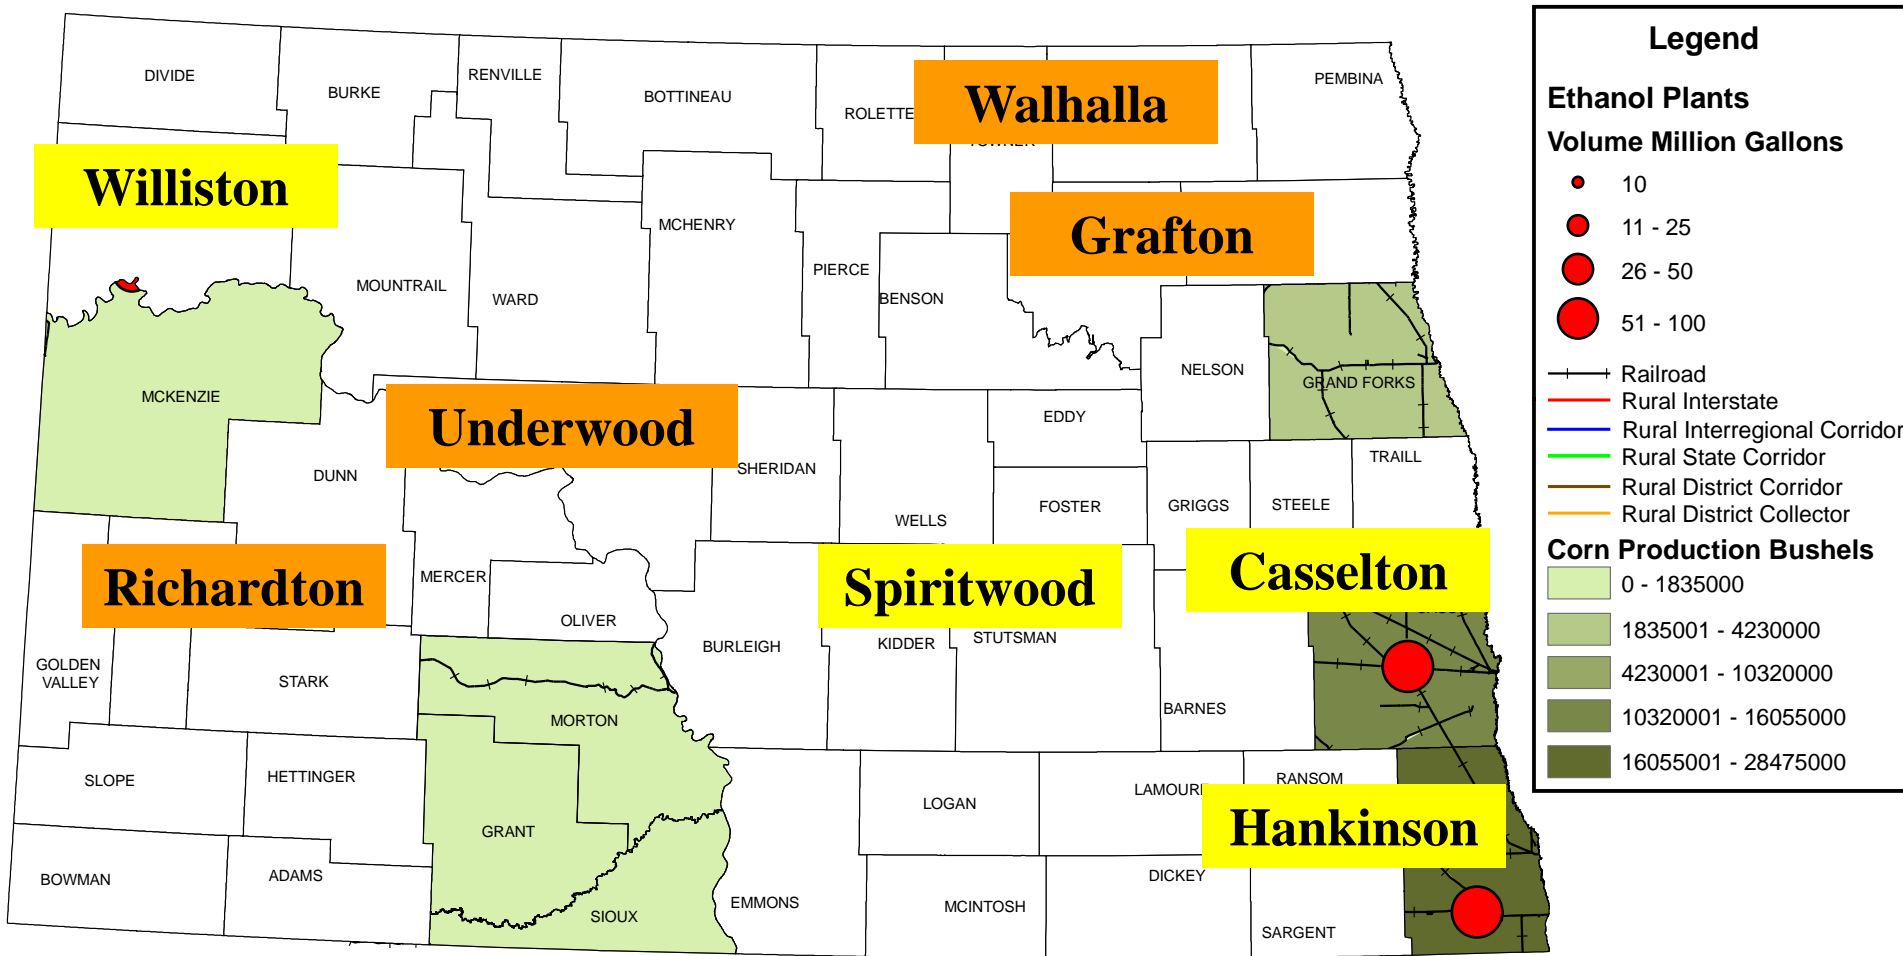 DIVIDE
BURKE
RENVILLE
BOTTINEAU
ROLETTE
Walhalla
TOWNER
PEMBINA
Williston
MCHENRY
Grafton
PIERCE
BENSON
MOUNTRAIL
WARD
NELSON
GRAND FORKS
MCKENZIE
Underwood
EDDY
SHERIDAN
DUNN
WELLS
FOSTER
GRIGGS
STEELE
TRAILL
Richardton
MERCER
OLIVER
Spiritwood
Casselton
BURLEIGH
KIDDER
STUTSMAN
GOLDEN
VALLEY
STARK
MORTON
BARNES
SLOPE
HETTINGER
GRANT
LOGAN
LAMOURE
RANSOM
Hankinson
BOWMAN
ADAMS
SIOUX
EMMONS
MCINTOSH
DICKEY
SARGENT
Legend
Ethanol Plants
Volume Million Gallons
10
11 - 25
26 - 50
51 - 100
Railroad
Rural Interstate
Rural Interregional Corridor
Rural State Corridor
Rural District Corridor
Rural District Collector
Corn Production Bushels
0 - 1835000
1835001 - 4230000
4230001 - 10320000
10320001 - 16055000
16055001 - 28475000